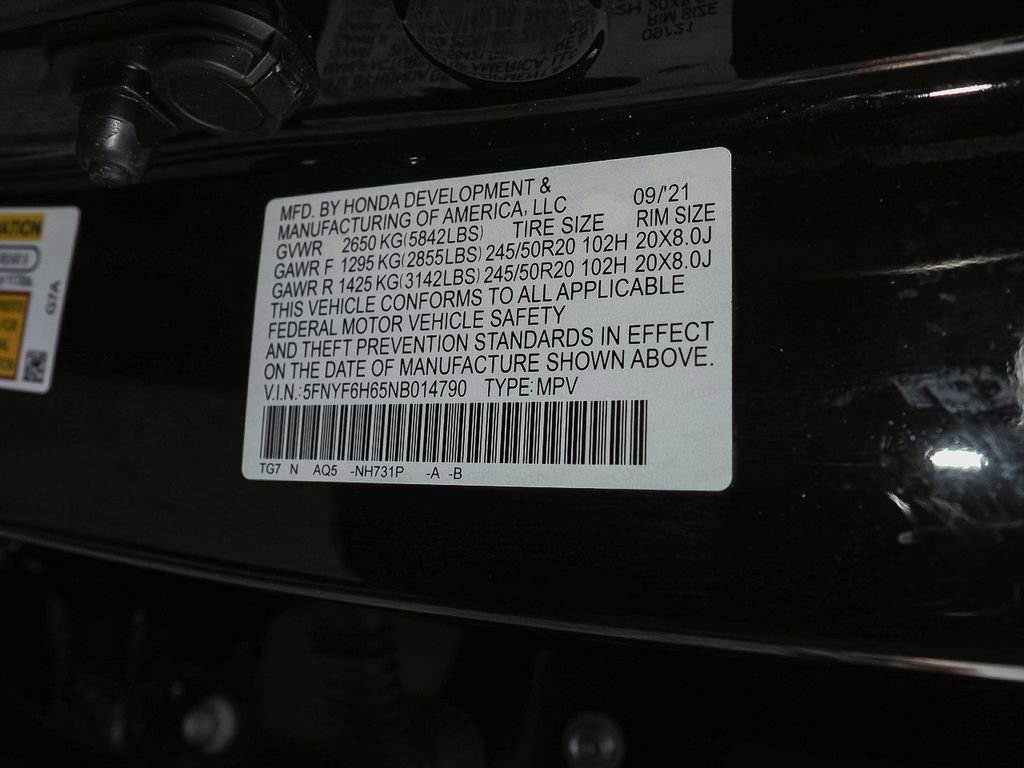 MFD. BY HONDA DEVELOPMENT &
MANUFACTURING OF AMERICA, LLC 09/'21
GVWR 2650 KG(5842LBS) TIRE SIZE RIM SIZE
GAWR F 1295 KG(2855LBS) 245/50R20 102H 20X8.0J
GAWR R 1425 KG(3142LBS) 245/50R20 102H 20X8.0J
THIS VEHICLE CONFORMS TO ALL APPLICABLE
FEDERAL MOTOR VEHICLE SAFETY
AND THEFT PREVENTION STANDARDS IN EFFECT
ON THE DATE OF MANUFACTURE SHOWN ABOVE.
V.I.N.: 5FNYF6H65NB014790 TYPE: MPV
TG7 N AQ5 -NH731P -A -B
G7A